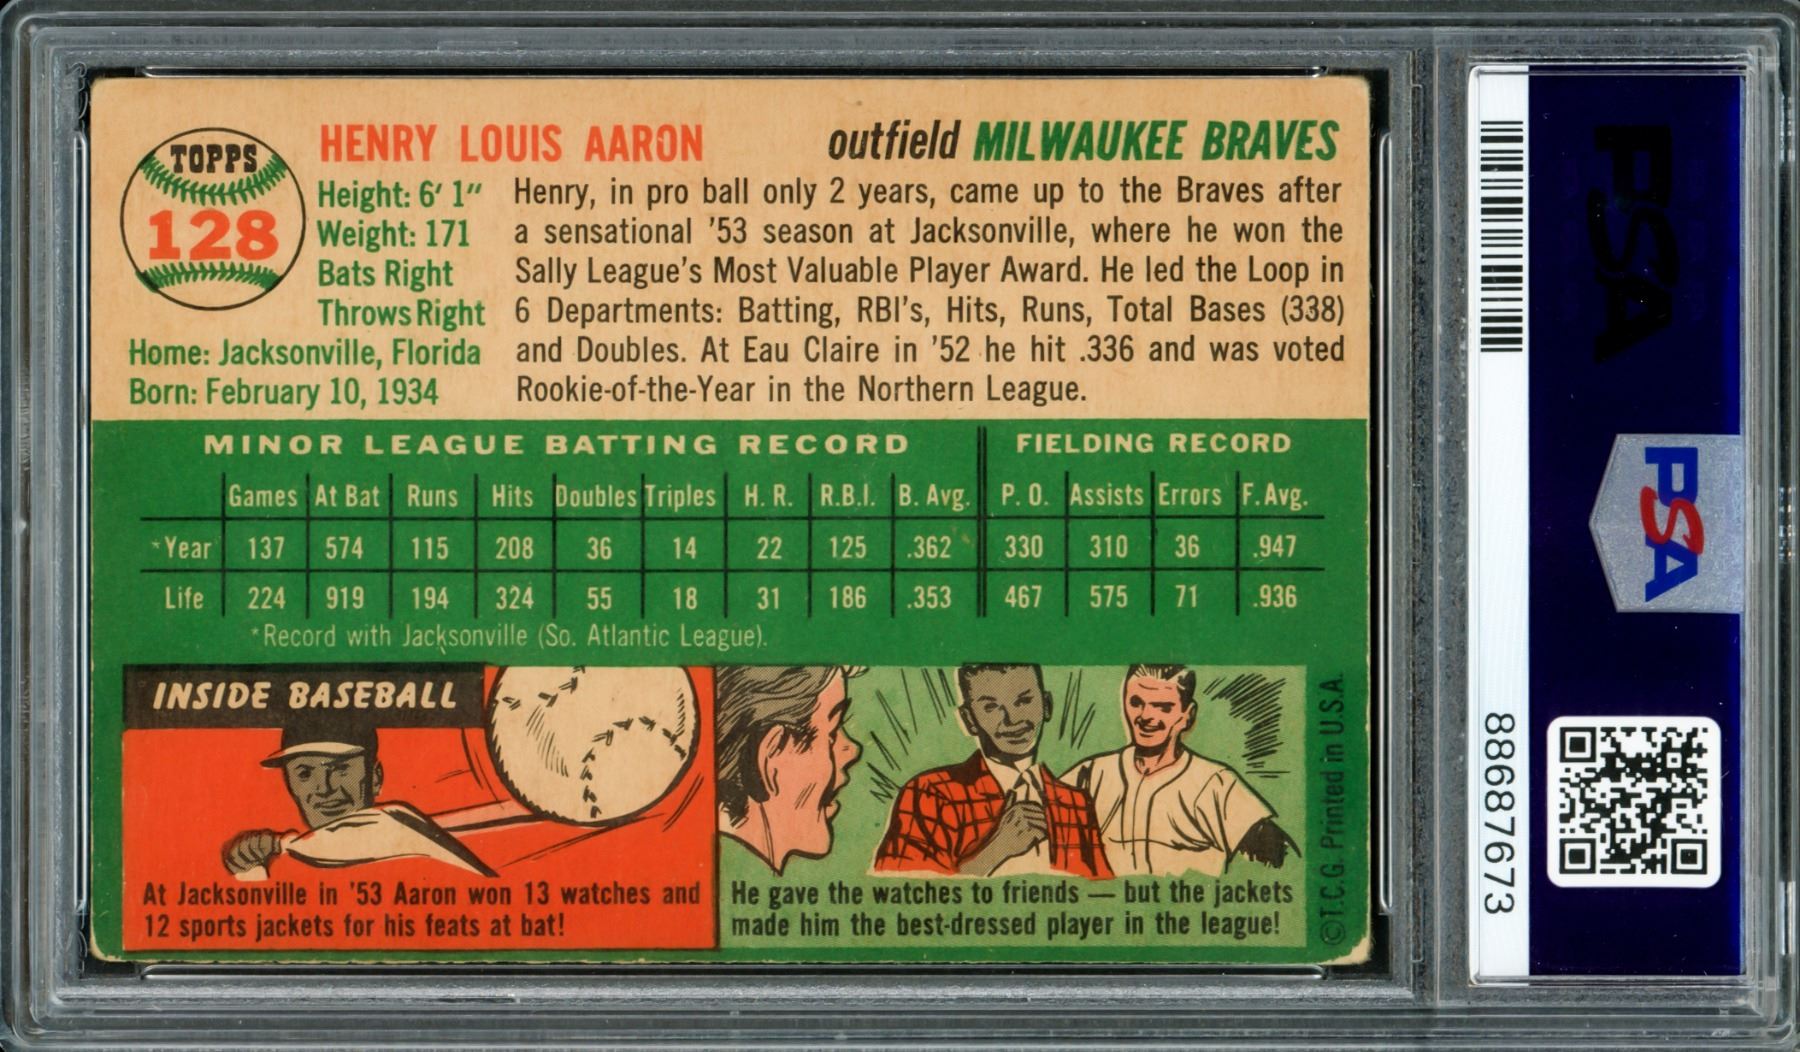 TOPPS
128
HENRY LOUIS AARON
outfield MILWAUKEE BRAVES
Height: 6' 1"
Weight: 171
Bats Right
Throws Right
Home: Jacksonville, Florida
Born: February 10, 1934
Henry, in pro ball only 2 years, came up to the Braves after
a sensational '53 season at Jacksonville, where he won the
Sally League's Most Valuable Player Award. He led the Loop in
6 Departments: Batting, RBI's, Hits, Runs, Total Bases (338)
and Doubles. At Eau Claire in '52 he hit .336 and was voted
Rookie-of-the-Year in the Northern League.
MINOR LEAGUE BATTING RECORD FIELDING RECORD
Games At Bat Runs Hits Doubles Triples H. R. R.B.I. B. Avg. P. O. Assists Errors F. Avg.
*Year 137 574 115 208 36 14 22 125 .362 330 310 36 .947
Life 224 919 194 324 55 18 31 186 .353 467 575 71 .936
*Record with Jacksonville (So. Atlantic League).
INSIDE BASEBALL
At Jacksonville in '53 Aaron won 13 watches and
12 sports jackets for his feats at bat!
He gave the watches to friends — but the jackets
made him the best-dressed player in the league!
©T.C.G. Printed in U.S.A.
88687673
PSA
PSA